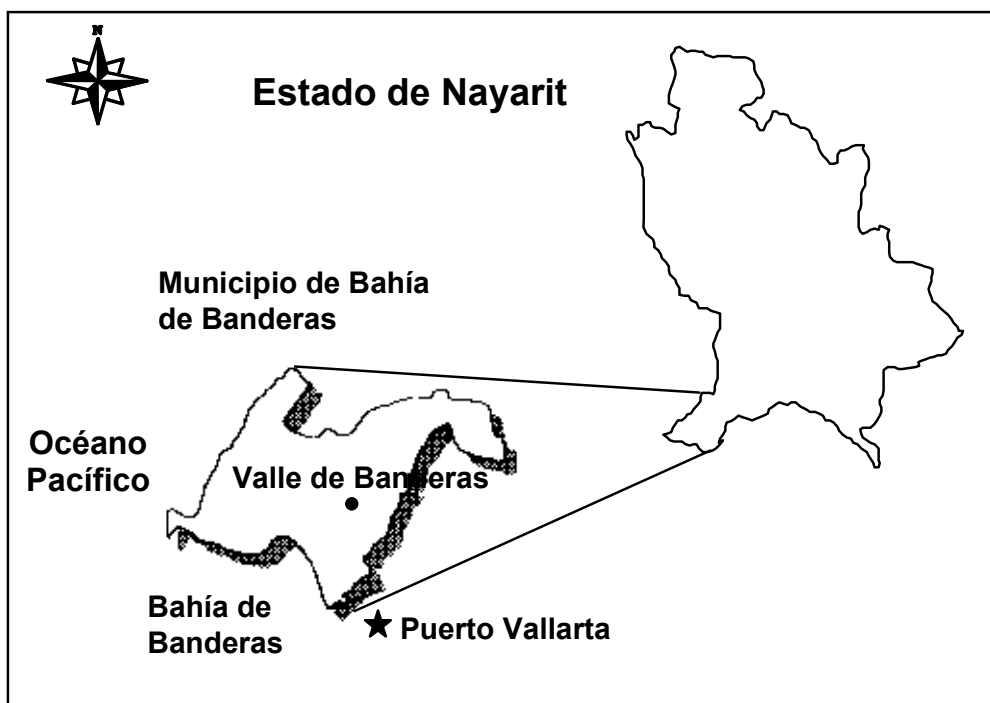 N
Estado de Nayarit
Municipio de Bahía
de Banderas
Océano
Pacífico
Valle de Banderas
Bahía de
Banderas
Puerto Vallarta